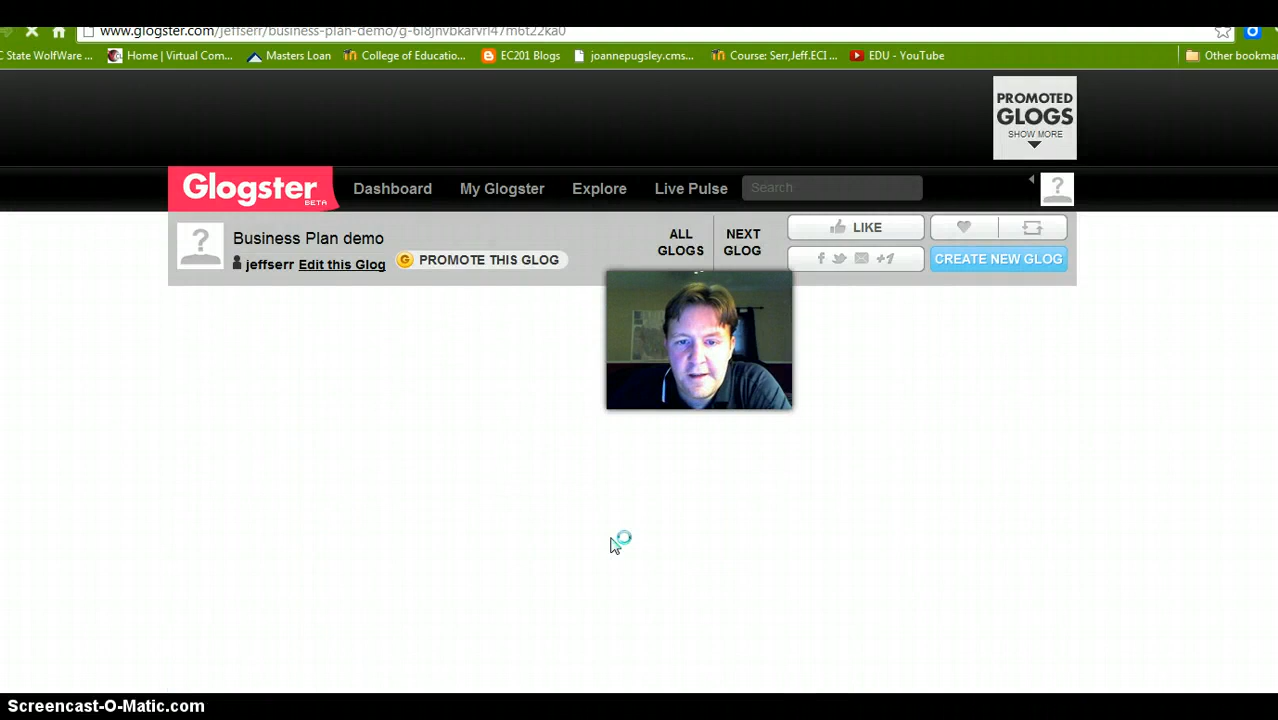 www.glogster.com/jeffserr/business-plan-demo/
C State WolfWare ... Home | Virtual Com... Masters Loan College of Educatio... EC201 Blogs joannepugsley.cms... Course: Serr,Jeff.ECI ... EDU - YouTube Other bookma
PROMOTED
GLOGS
SHOW MORE
Glogster
BETA
Dashboard My Glogster Explore Live Pulse Search
Business Plan demo
jeffserr Edit this Glog
PROMOTE THIS GLOG
ALL
GLOGS
NEXT
GLOG
LIKE
+1
CREATE NEW GLOG
Screencast-O-Matic.com